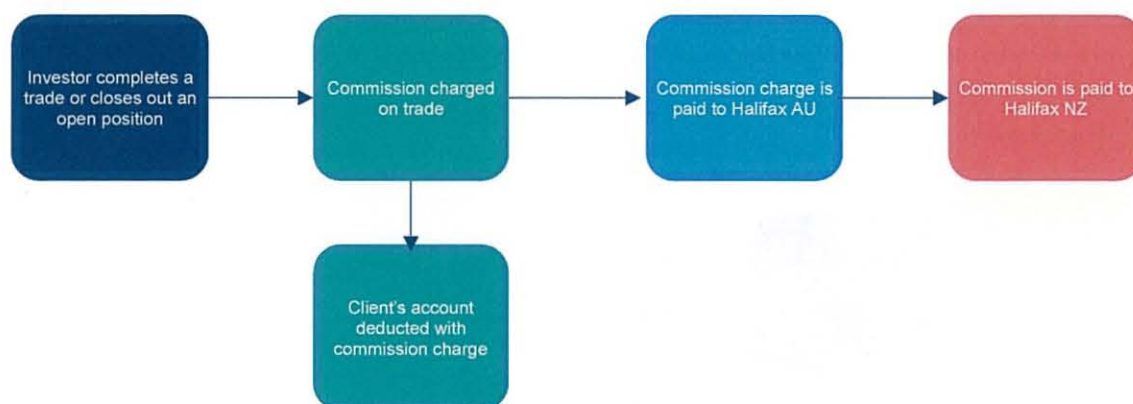 Investor completes a
trade or closes out an
open position
Commission charged
on trade
Commission charge is
paid to Halifax AU
Commission is paid to
Halifax NZ
Client's account
deducted with
commission charge